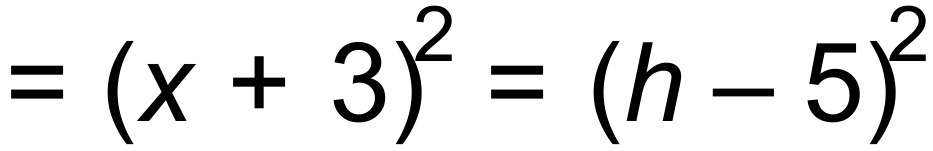 = (x + 3)² = (h – 5)²